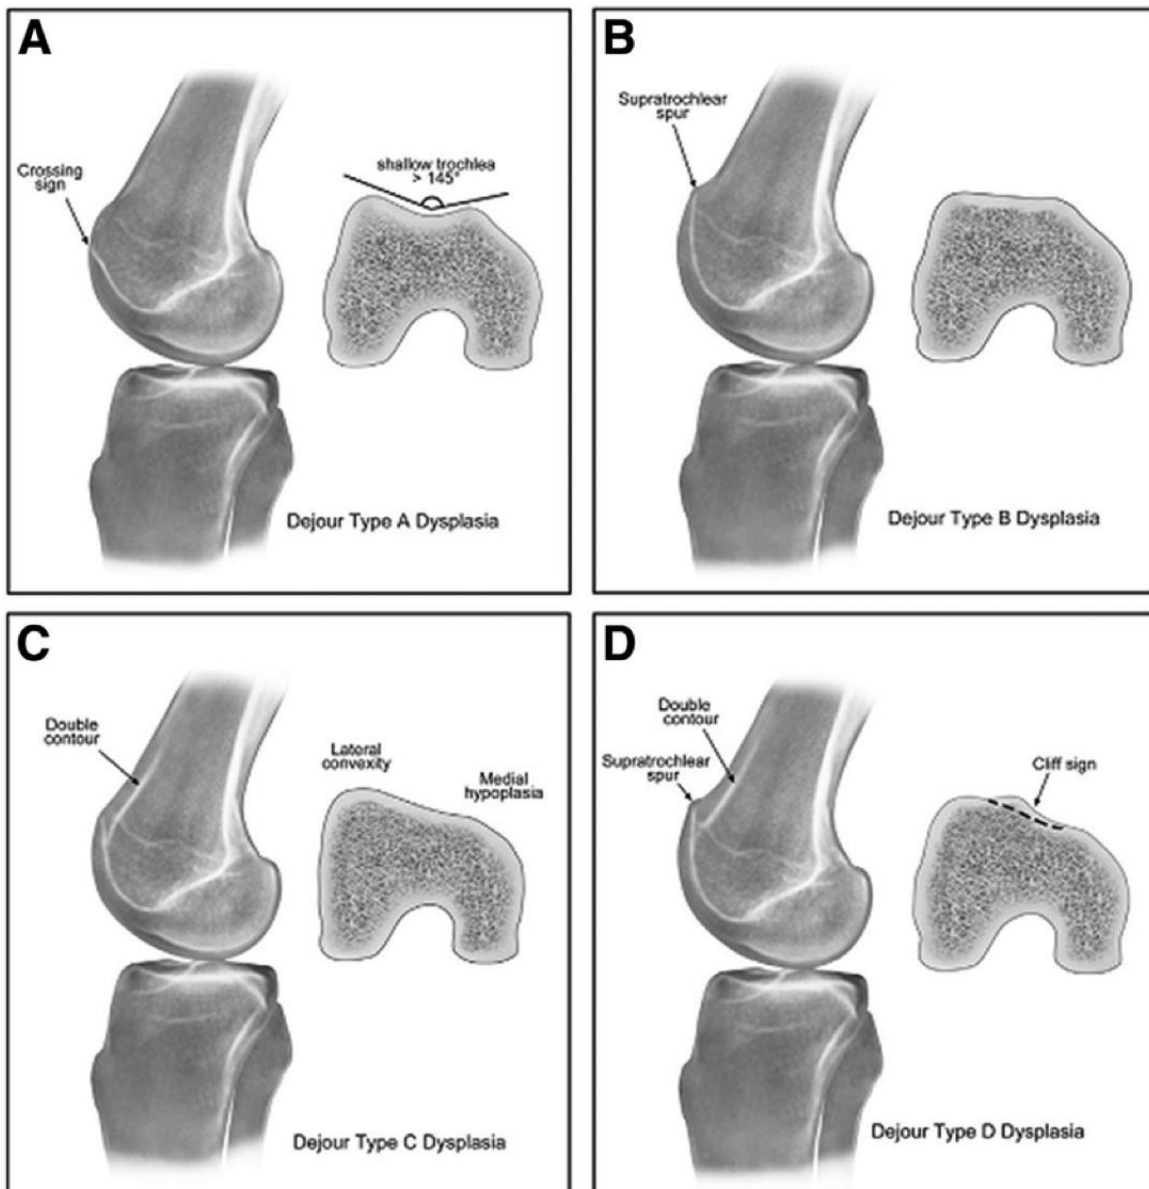 A
Crossing
sign
shallow trochlea
> 145°
Dejour Type A Dysplasia
B
Supratrochlear
spur
Dejour Type B Dysplasia
C
Double
contour
Lateral
convexity
Medial
hypoplasia
Dejour Type C Dysplasia
D
Double
contour
Supratrochlear
spur
Cliff sign
Dejour Type D Dysplasia